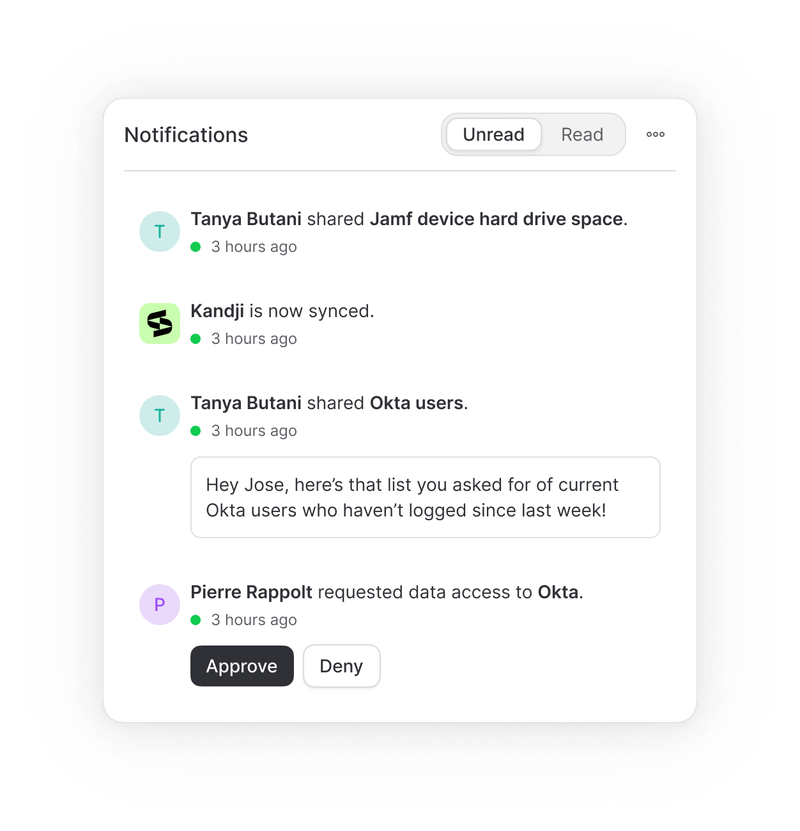 Notifications
Unread
Read
T
Tanya Butani shared Jamf device hard drive space.
3 hours ago
Kandji is now synced.
3 hours ago
T
Tanya Butani shared Okta users.
3 hours ago
Hey Jose, here’s that list you asked for of current
Okta users who haven’t logged since last week!
P
Pierre Rappolt requested data access to Okta.
3 hours ago
Approve
Deny